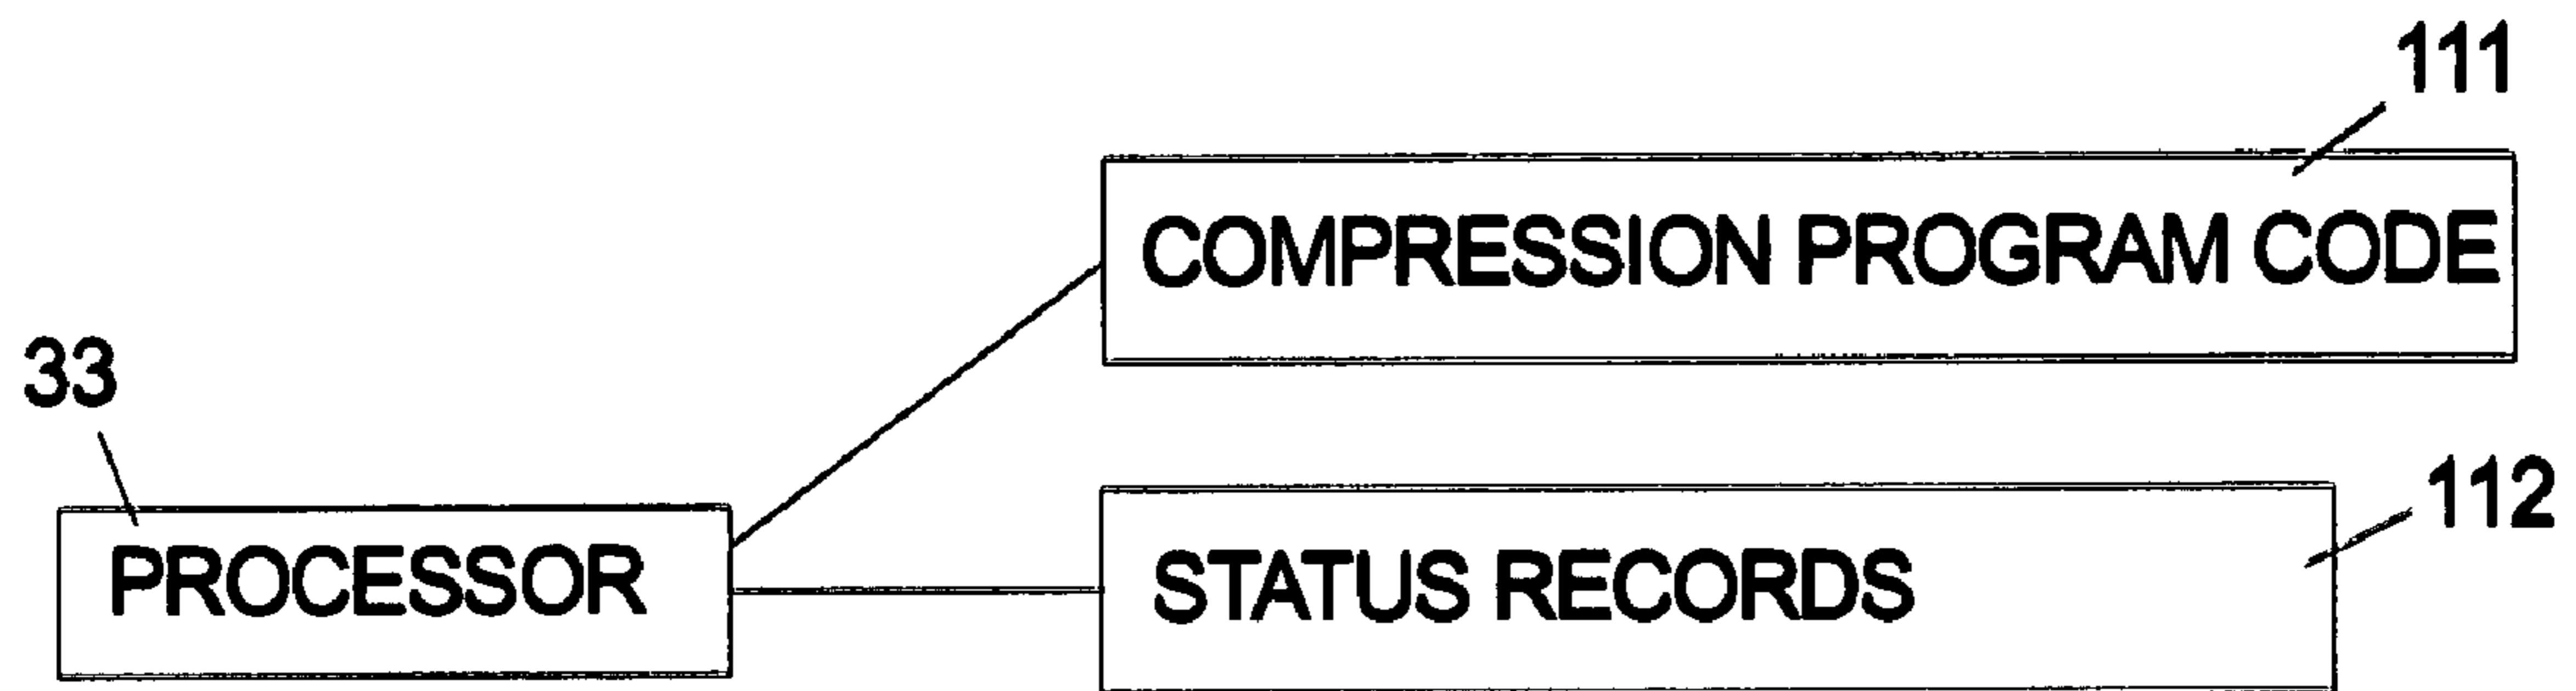 111
COMPRESSION PROGRAM CODE
33
112
PROCESSOR
STATUS RECORDS